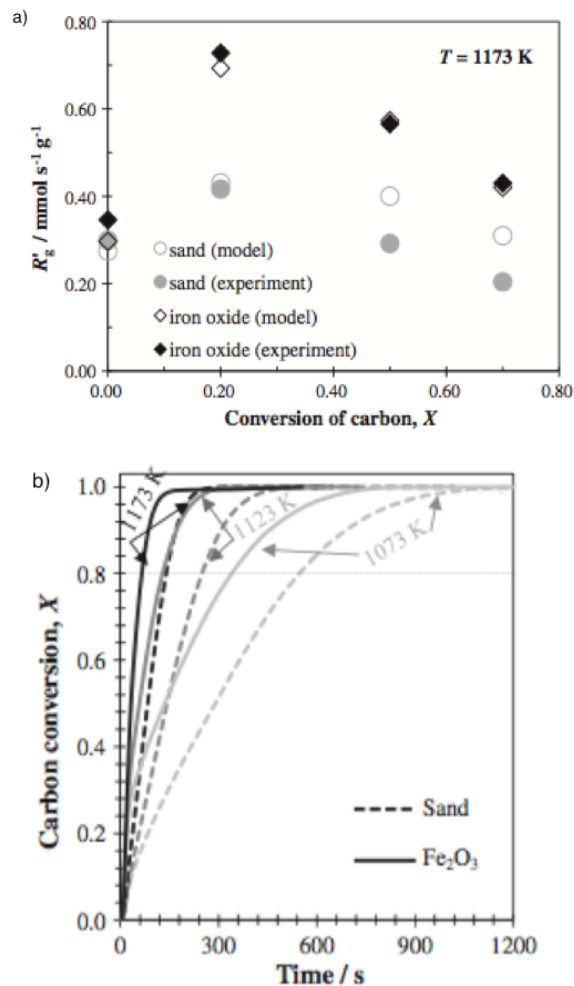 a)
0.80
0.60
0.40
0.20
0.00
R'g / mmol s⁻¹ g⁻¹
T = 1173 K
sand (model)
sand (experiment)
iron oxide (model)
iron oxide (experiment)
0.00 0.20 0.40 0.60 0.80
Conversion of carbon, X
b)
1.0
0.8
0.6
0.4
0.2
0.0
Carbon conversion, X
1173 K
1123 K
1073 K
Sand
Fe₂O₃
0 300 600 900 1200
Time / s